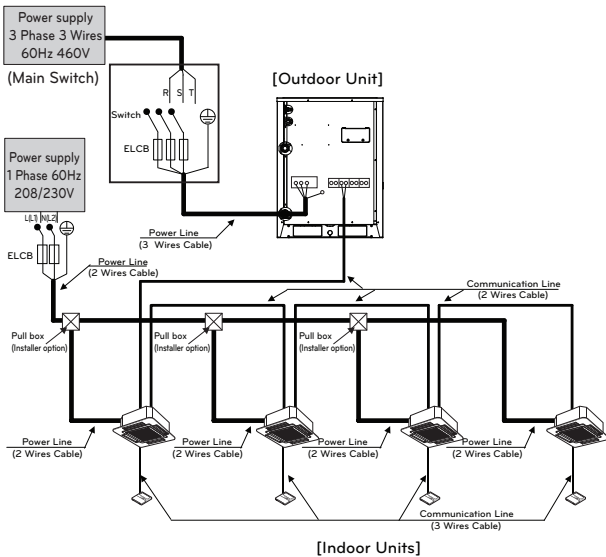 Power supply
3 Phase 3 Wires
60Hz 460V
(Main Switch)
[Outdoor Unit]
R S T
Switch
ELCB
Power supply
1 Phase 60Hz
208/230V
L(L1) N(L2)
ELCB
Power Line
(3 Wires Cable)
Power Line
(2 Wires Cable)
Communication Line
(2 Wires Cable)
Pull box
(Installer option)
Pull box
(Installer option)
Pull box
(Installer option)
Power Line
(2 Wires Cable)
Power Line
(2 Wires Cable)
Power Line
(2 Wires Cable)
Power Line
(2 Wires Cable)
Communication Line
(3 Wires Cable)
[Indoor Units]